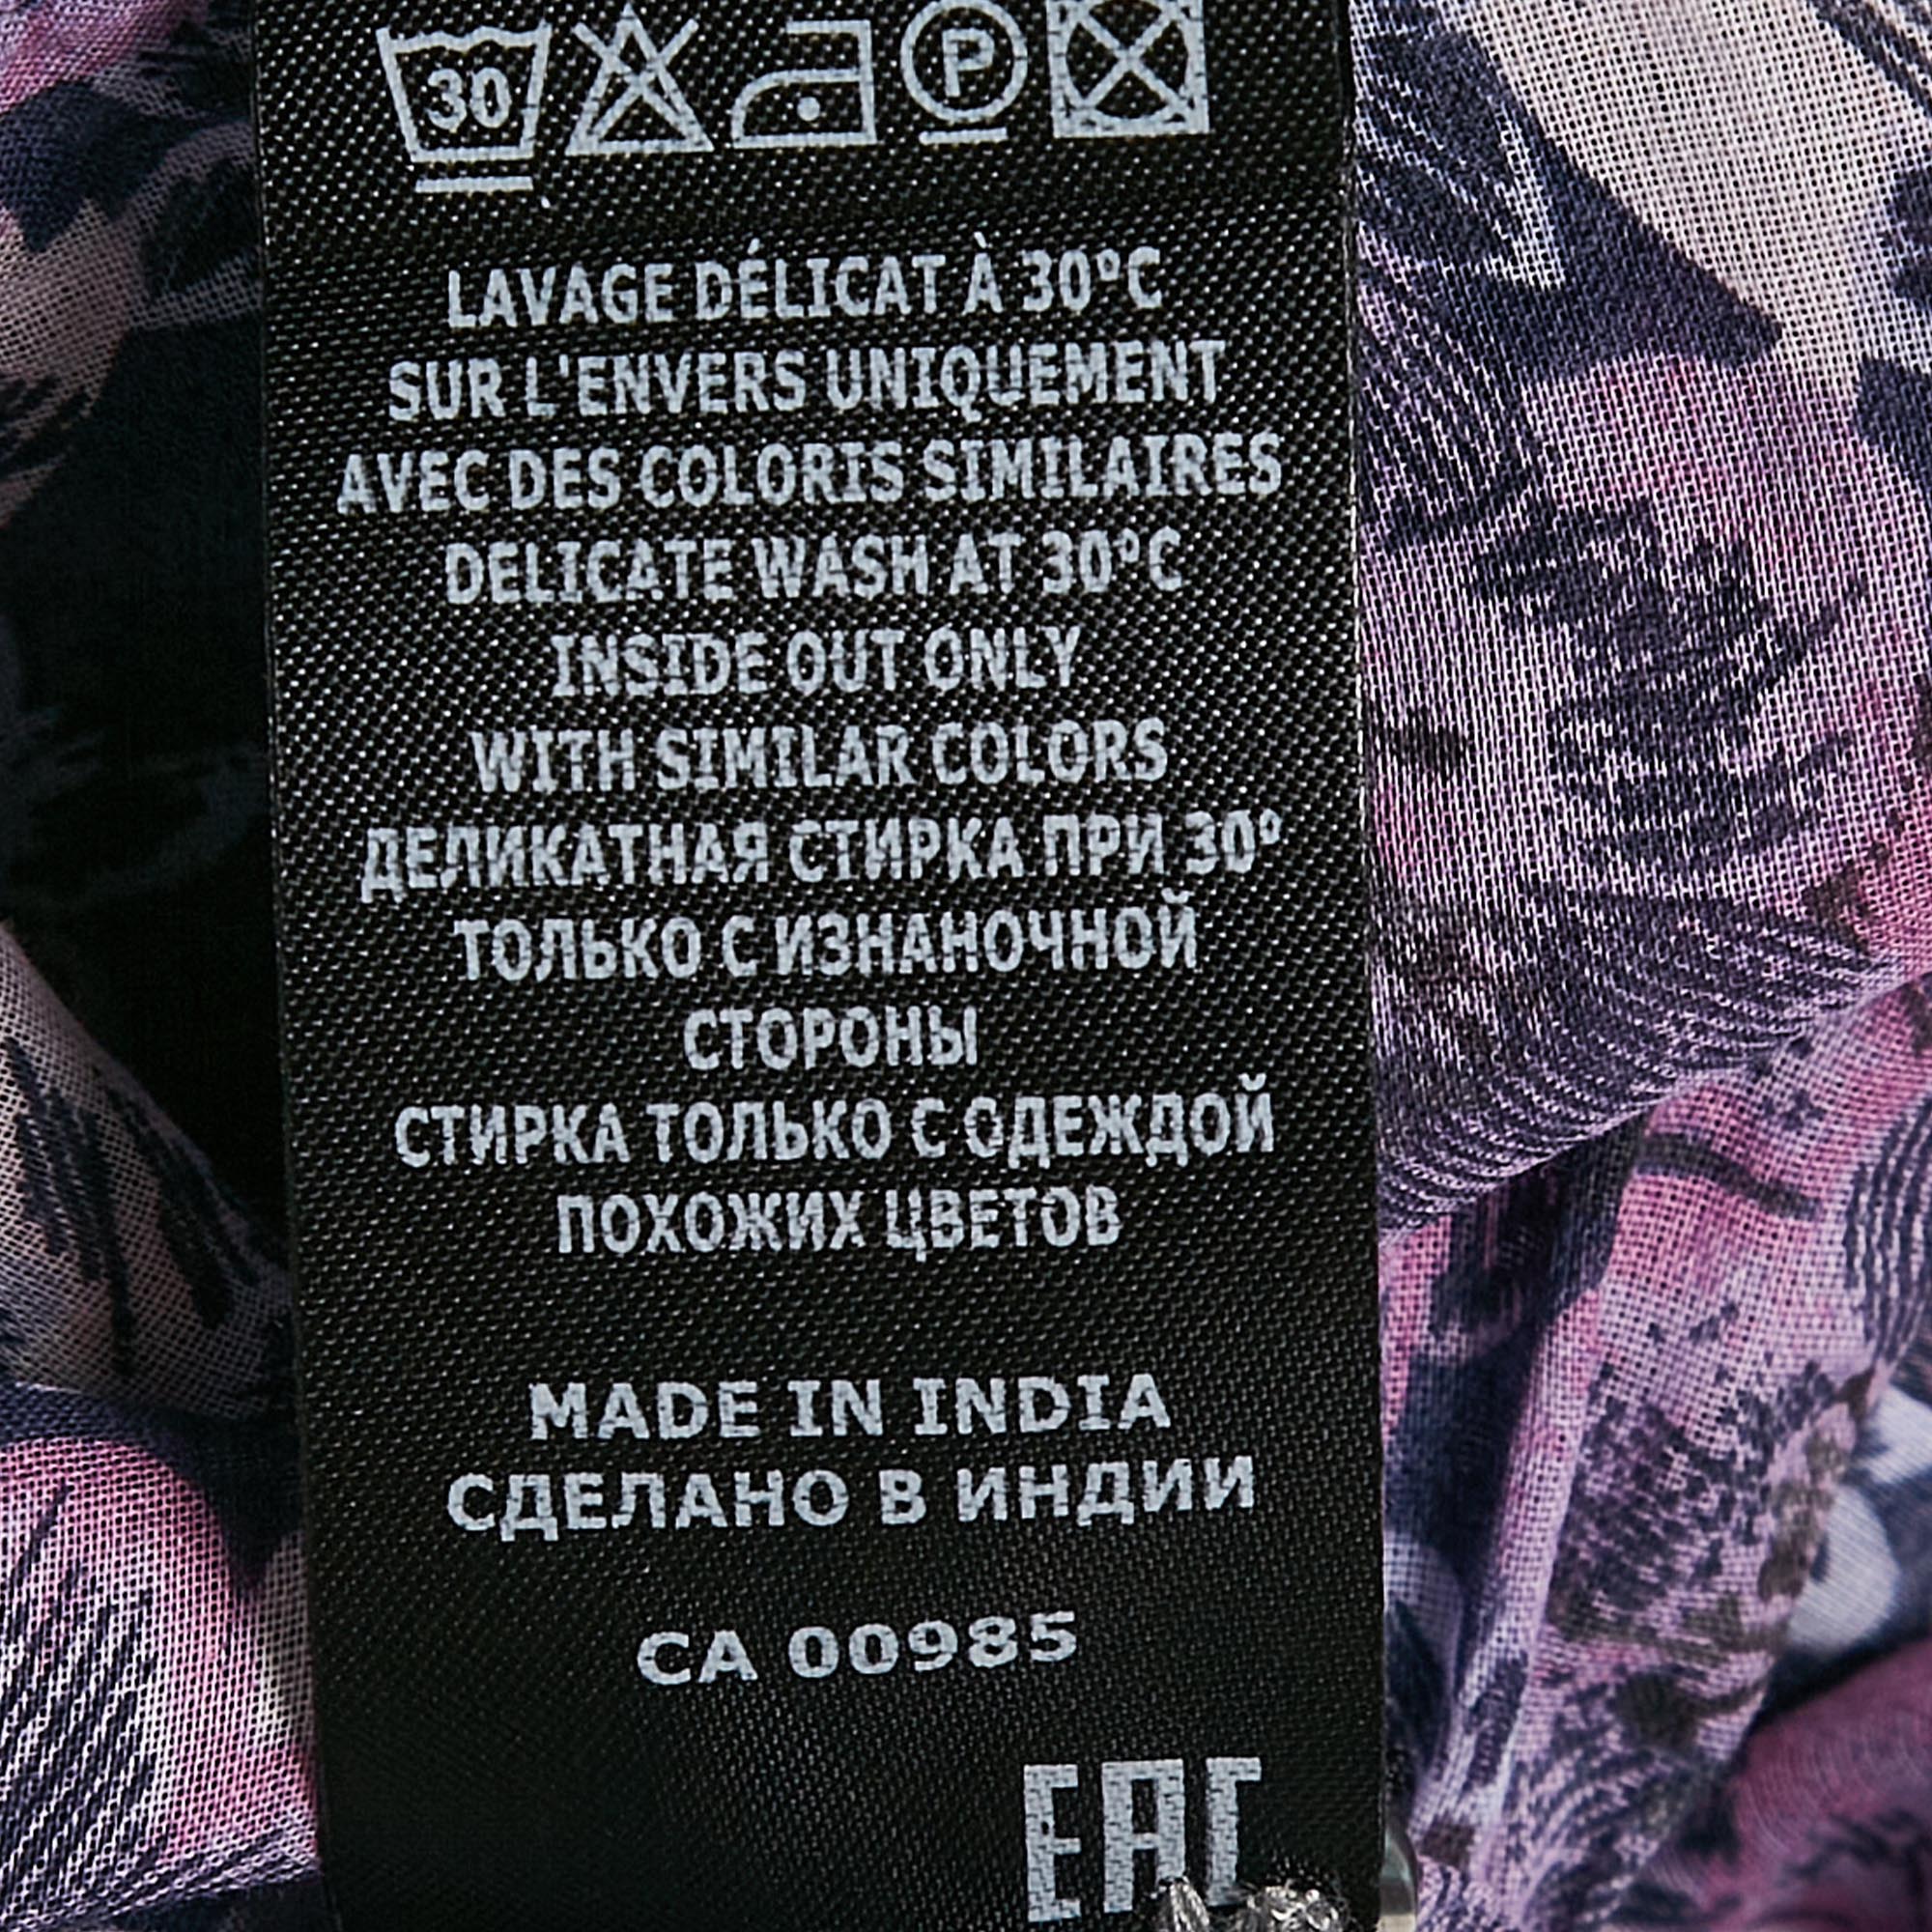 30 P
LAVAGE DÉLICAT À 30°C
SUR L'ENVERS UNIQUEMENT
AVEC DES COLORIS SIMILAIRES
DELICATE WASH AT 30°C
INSIDE OUT ONLY
WITH SIMILAR COLORS
ДЕЛИКАТНАЯ СТИРКА ПРИ 30°
ТОЛЬКО С ИЗНАНОЧНОЙ
СТОРОНЫ
СТИРКА ТОЛЬКО С ОДЕЖДОЙ
ПОХОЖИХ ЦВЕТОВ
MADE IN INDIA
СДЕЛАНО В ИНДИИ
CA 00985
EAC